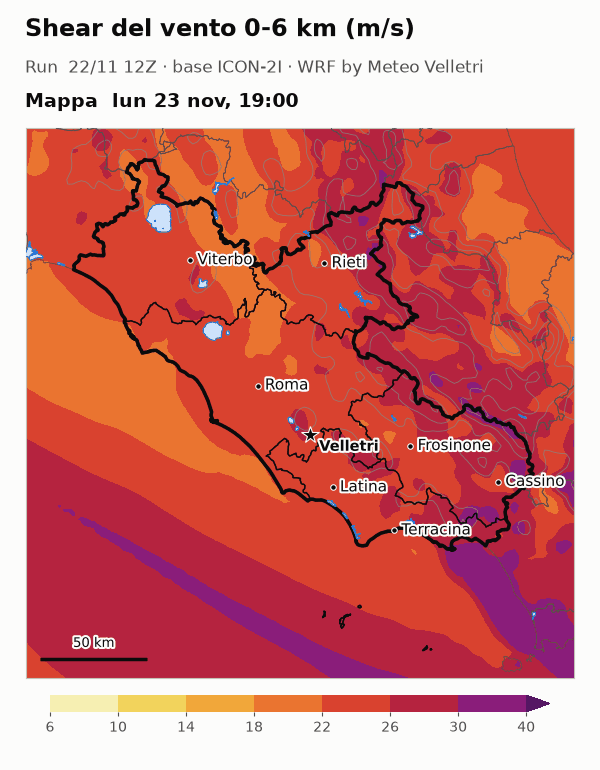 Shear del vento 0-6 km (m/s)
Run  22/11 12Z · base ICON-2I · WRF by Meteo Velletri
Mappa  lun 23 nov, 19:00
Viterbo
Rieti
Roma
Velletri
Frosinone
Latina
Cassino
Terracina
50 km
6 10 14 18 22 26 30 40